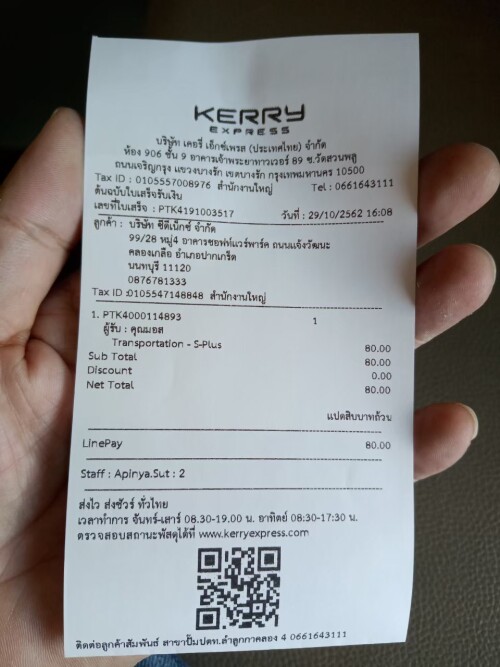 KERRY
EXPRESS
บริษัท เคอรี่ เอ็กซ์เพรส (ประเทศไทย) จำกัด
ห้อง 906 ชั้น 9 อาคารเจ้าพระยาทาวเวอร์ 89 ซ.วัดสวนพลู
ถนนเจริญกรุง แขวงบางรัก เขตบางรัก กรุงเทพมหานคร 10500
Tax ID : 0105557008976 สำนักงานใหญ่ Tel : 0661643111
ต้นฉบับใบเสร็จรับเงิน
เลขที่ใบเสร็จ : PTK4191003517 วันที่ : 29/10/2562 16:08
ลูกค้า : บริษัท ซิติเน็กซ์ จำกัด
99/28 หมู่4 อาคารซอฟท์แวร์พาร์ค ถนนแจ้งวัฒนะ
คลองเกลือ อำเภอปากเกร็ด
นนทบุรี 11120
0876781333
Tax ID :0105547148848 สำนักงานใหญ่
1. PTK4000114893 1
ผู้รับ : คุณมอส
Transportation - S-Plus 80.00
Sub Total 80.00
Discount 0.00
Net Total 80.00
แปดสิบบาทถ้วน
LinePay 80.00
Staff : Apinya.Sut : 2
ส่งไว ส่งชัวร์ ทั่วไทย
เวลาทำการ จันทร์-เสาร์ 08.30-19.00 น. อาทิตย์ 08:30-17:30 น.
ตรวจสอบสถานะพัสดุได้ที่ www.kerryexpress.com
ติดต่อลูกค้าสัมพันธ์ สาขาปั๊มปตท.ลำลูกกาคลอง 4 0661643111